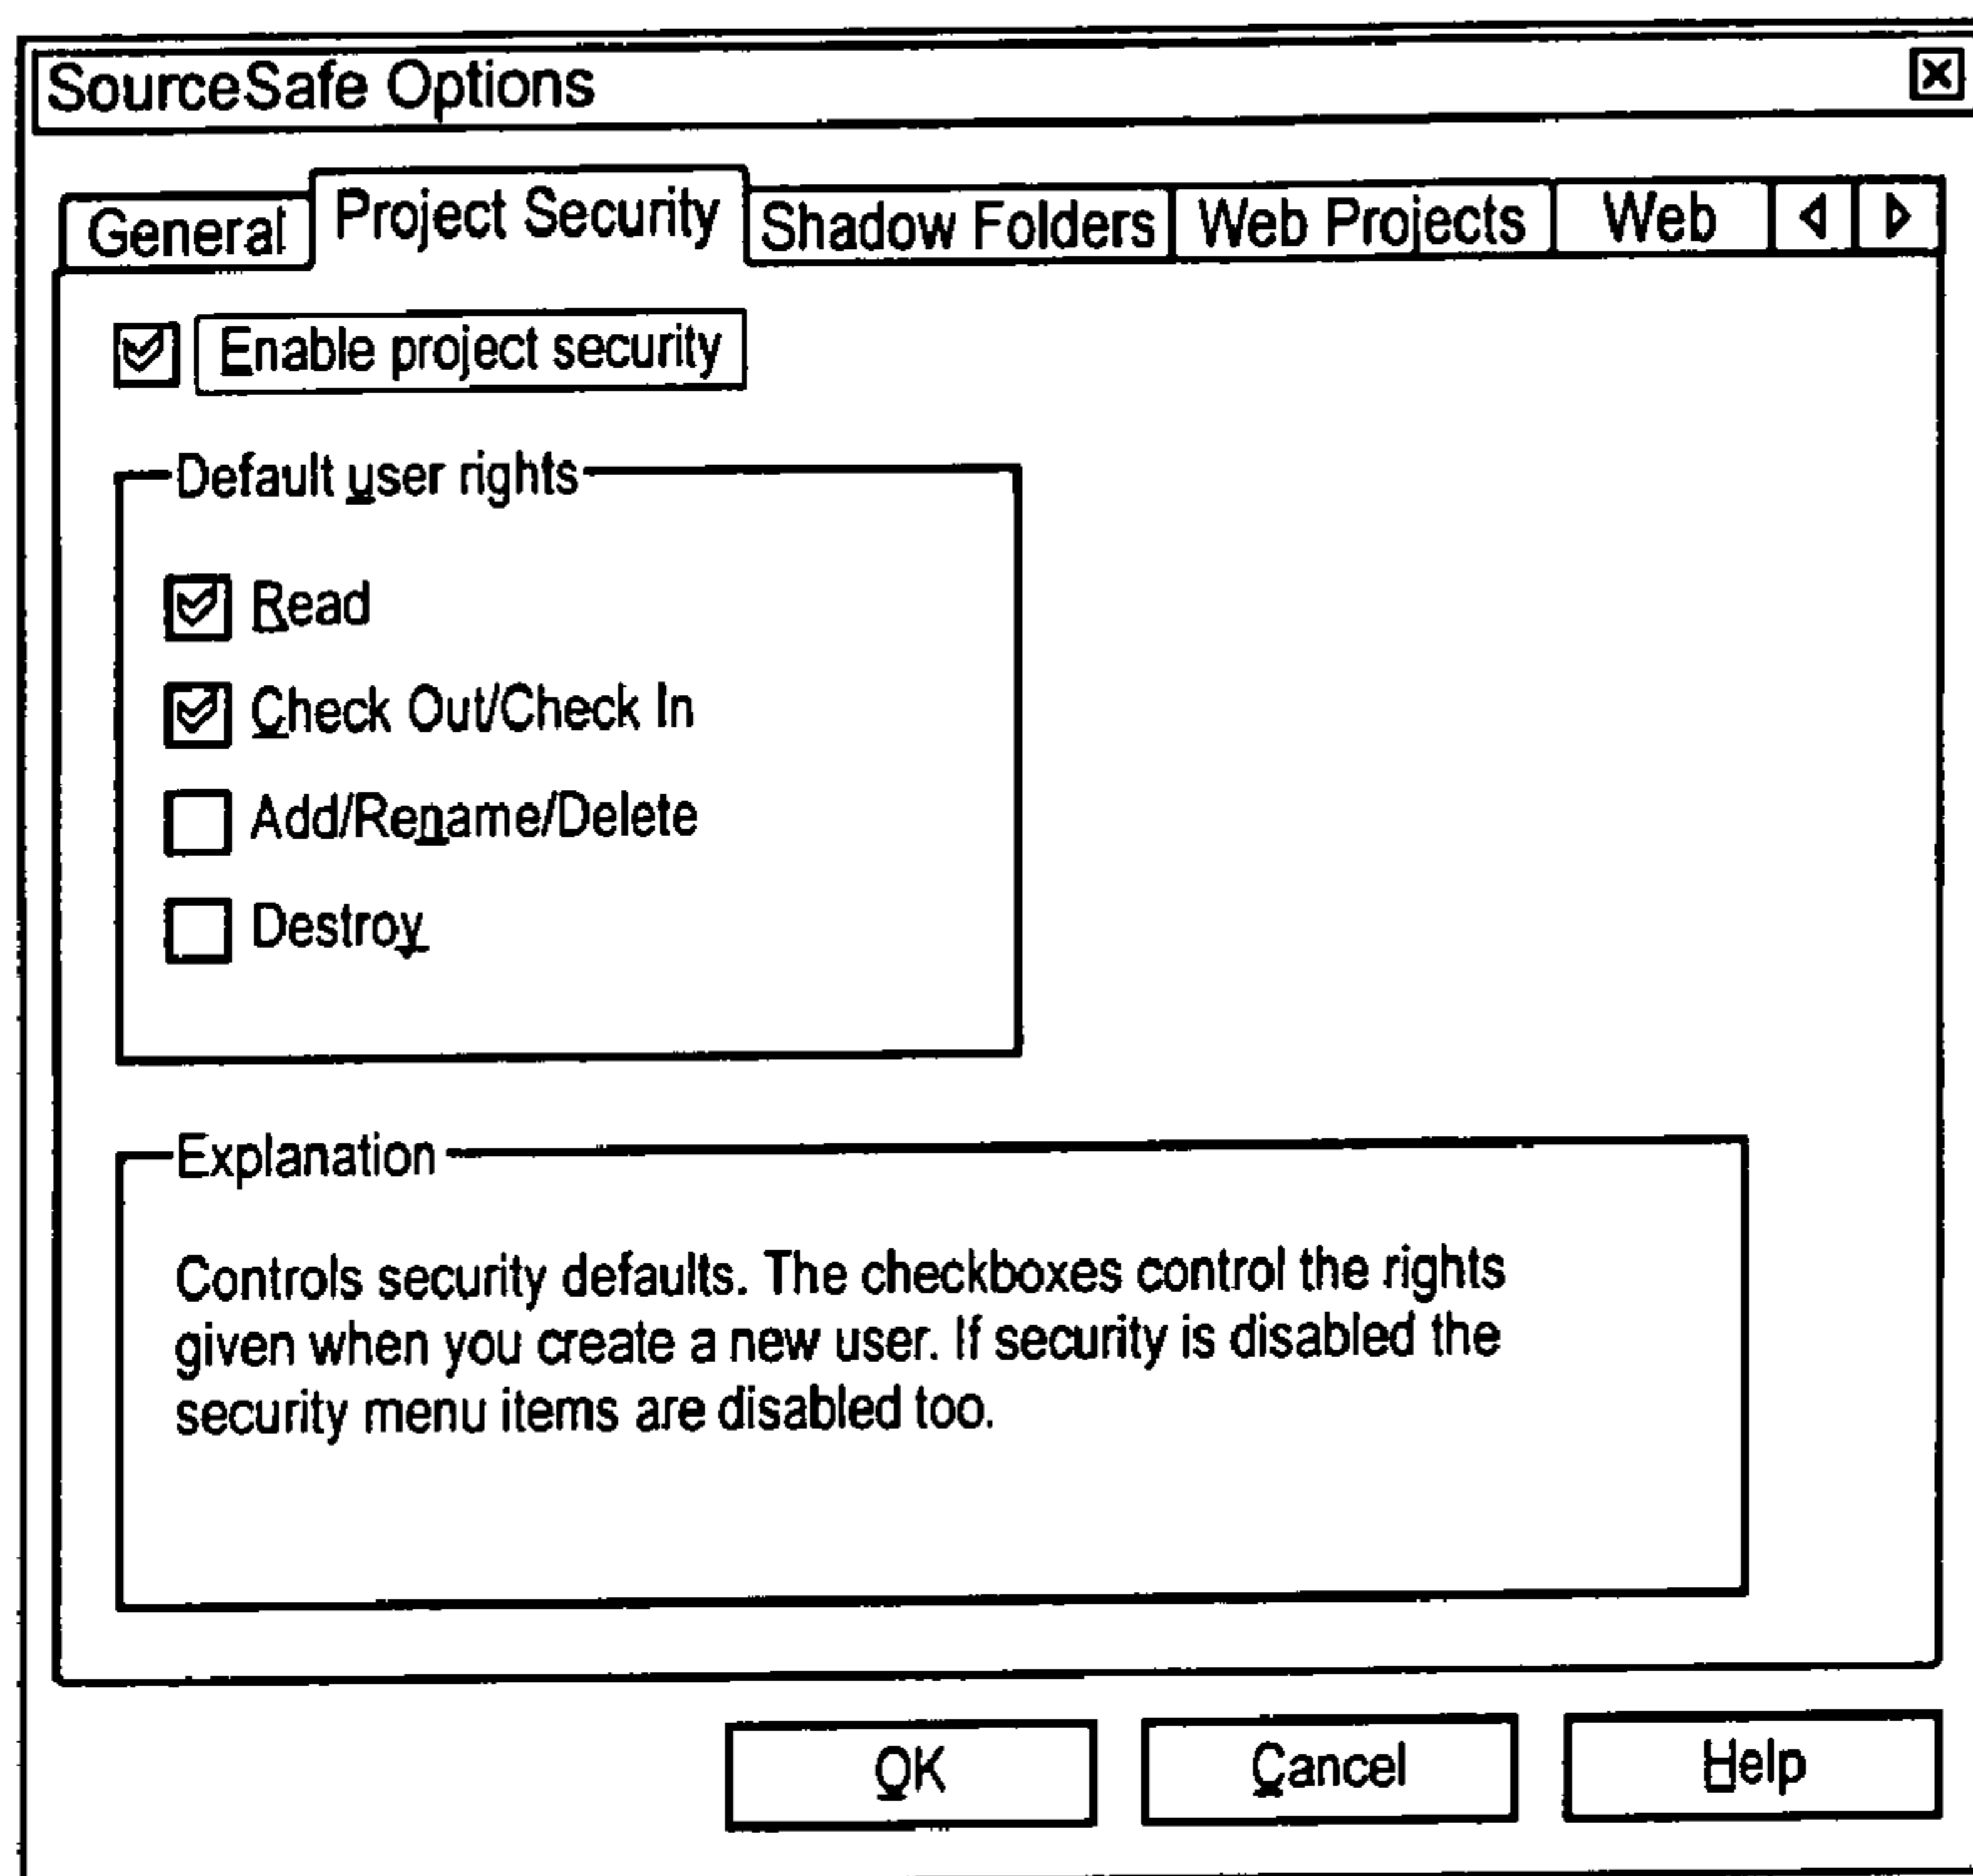 SourceSafe Options
General Project Security Shadow Folders Web Projects Web
Enable project security
Default user rights
Read
Check Out/Check In
Add/Rename/Delete
Destroy
Explanation
Controls security defaults. The checkboxes control the rights
given when you create a new user. If security is disabled the
security menu items are disabled too.
OK Cancel Help